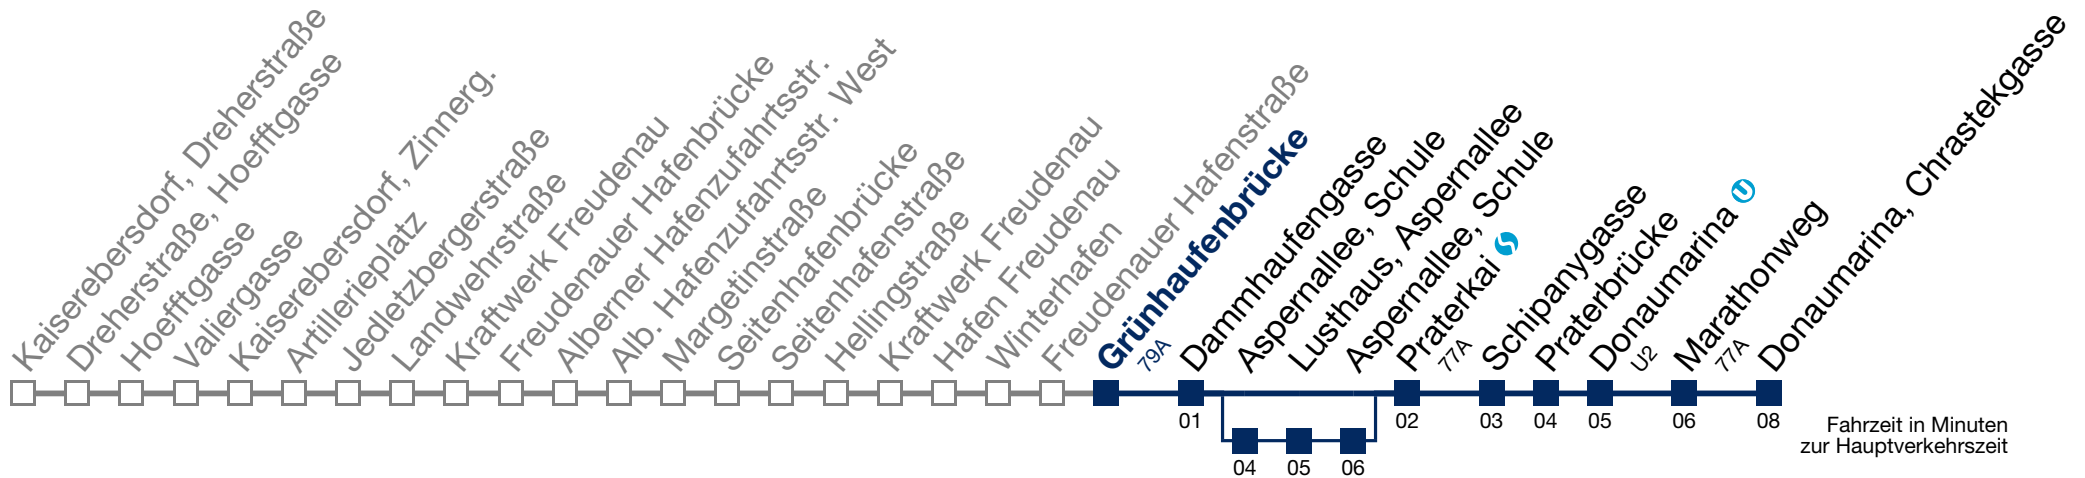 Kaiserebersdorf, Dreherstraße
Dreherstraße, Hoefftgasse
Hoefftgasse
Valiergasse
Kaiserebersdorf, Zinnerg.
Artillerieplatz
Jedletzbergerstraße
Landwehrstraße
Kraftwerk Freudenau
Freudenauer Hafenbrücke
Alberner Hafenzufahrtsstr.
Alb. Hafenzufahrtsstr. West
Margetinstraße
Seitenhafenbrücke
Seitenhafenstraße
Hellingstraße
Kraftwerk Freudenau
Hafen Freudenau
Winterhafen
Freudenauer Hafenstraße
Grünhaufenbrücke
79A
Dammhaufengasse
Aspernallee, Schule
Lusthaus, Aspernallee
Aspernallee, Schule
Praterkai
77A
Schipanygasse
Praterbrücke
Donaumarina U
U2
Marathonweg
77A
Donaumarina, Chrastekgasse
01
02
03
04
05
06
08
04
05
06
Fahrzeit in Minuten
zur Hauptverkehrszeit